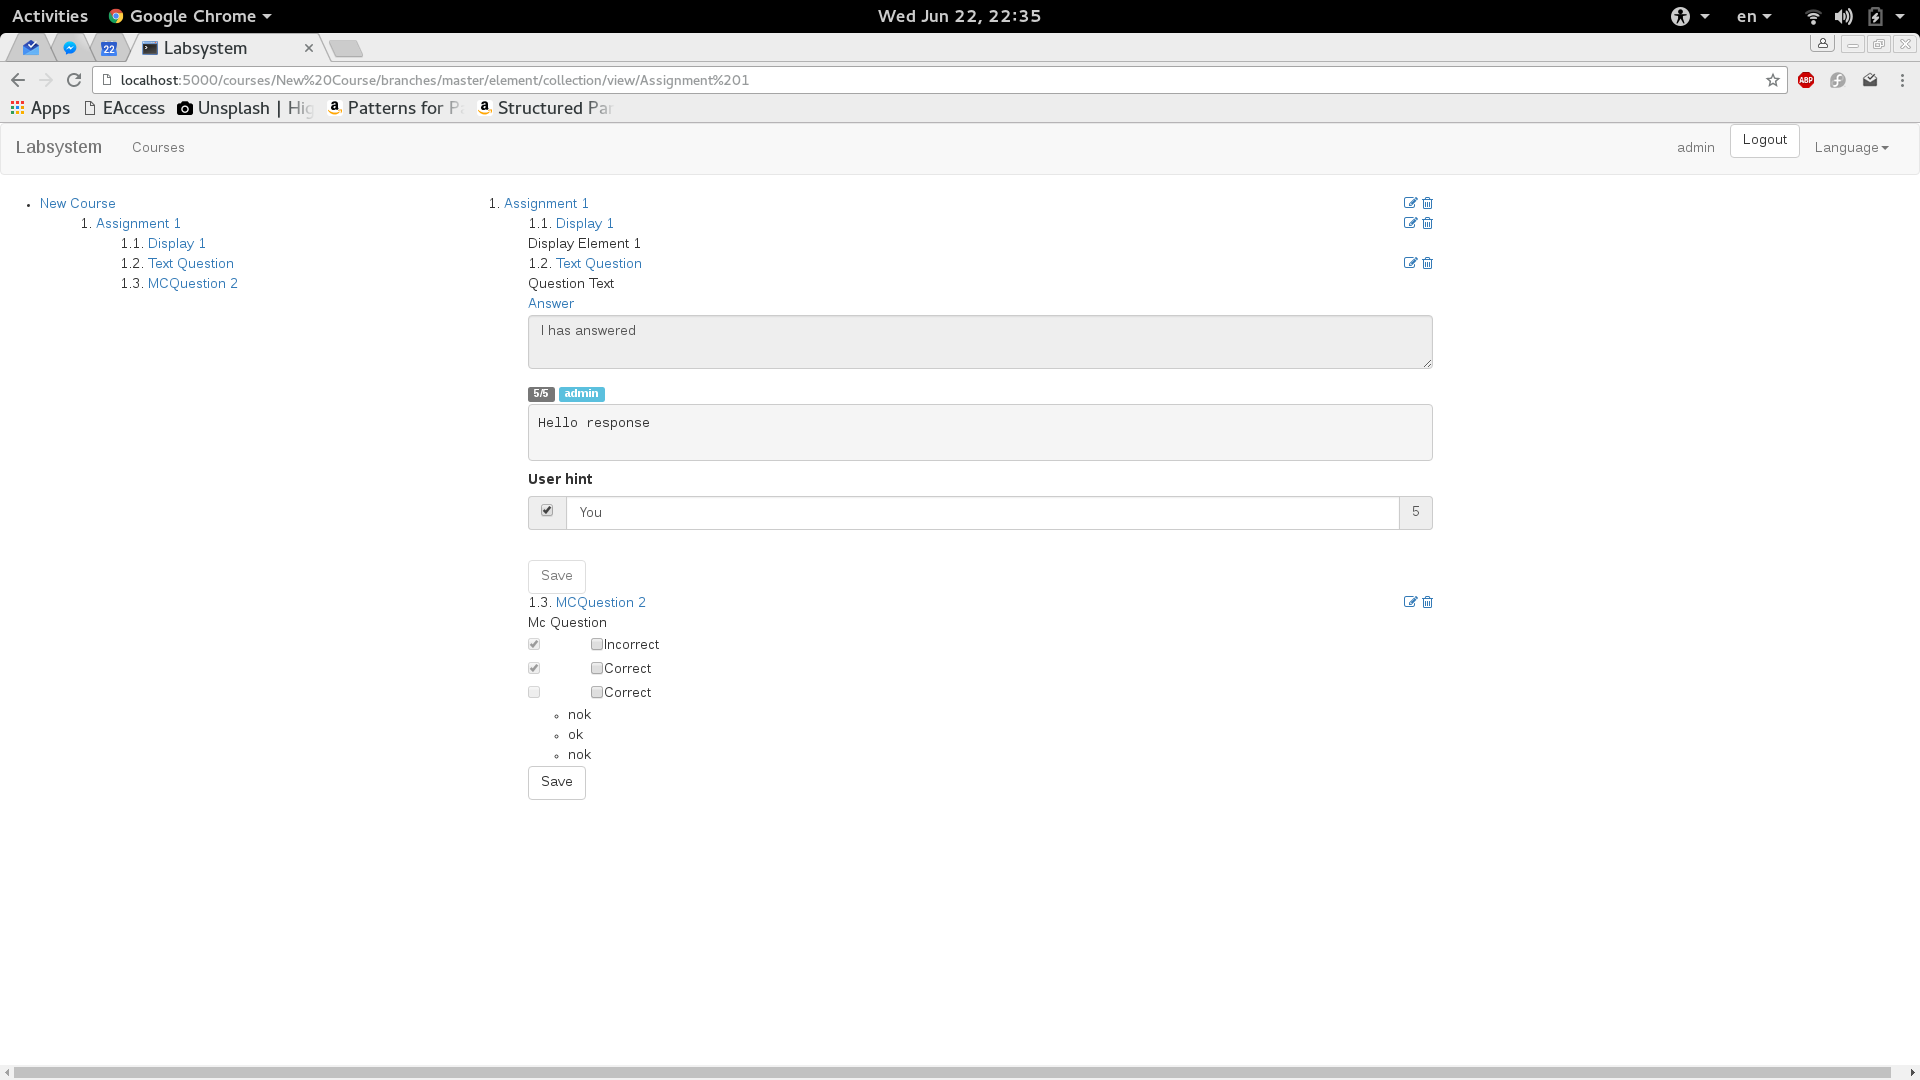 Activities Google Chrome Wed Jun 22, 22:35 en
22 Labsystem
localhost:5000/courses/New%20Course/branches/master/element/collection/view/Assignment%201 ABP
Apps EAccess Unsplash | Hig Patterns for P Structured Par
Labsystem Courses admin Logout Language
New Course
1. Assignment 1
1.1. Display 1
1.2. Text Question
1.3. MCQuestion 2
1. Assignment 1
1.1. Display 1
Display Element 1
1.2. Text Question
Question Text
Answer
I has answered
5/5 admin
Hello response
User hint
You 5
Save
1.3. MCQuestion 2
Mc Question
Incorrect
Correct
Correct
nok
ok
nok
Save